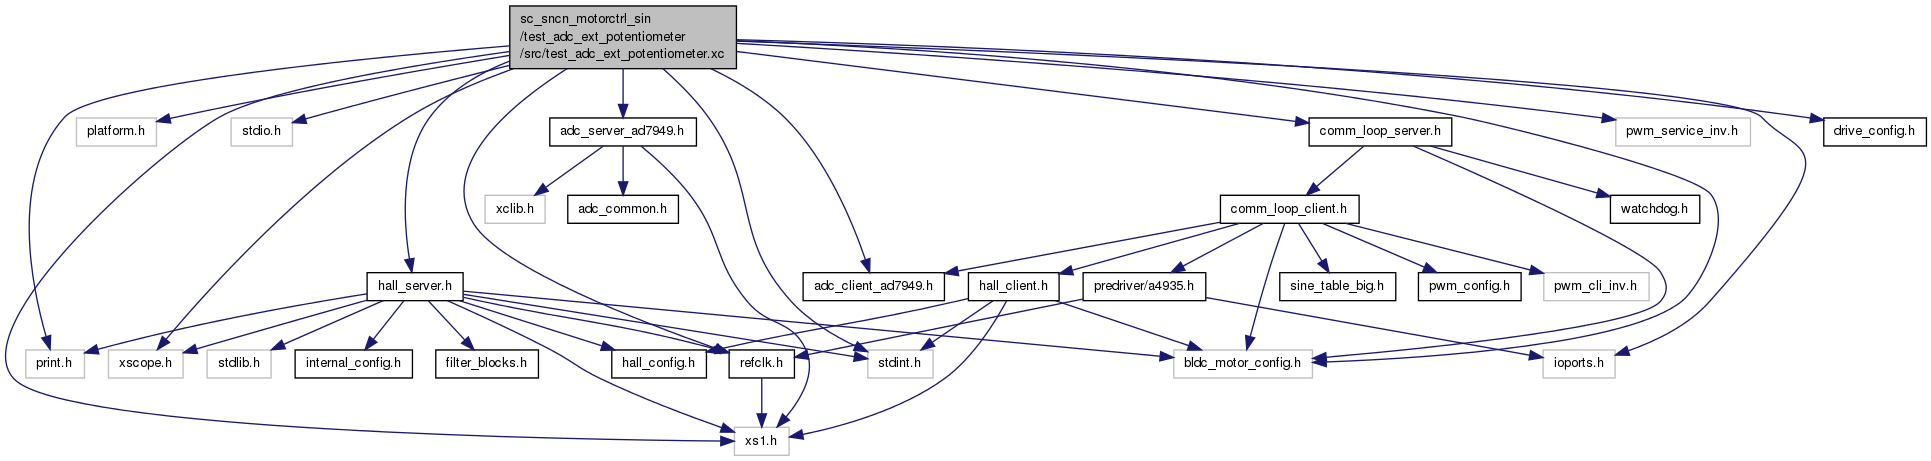 sc_sncn_motorctrl_sin
/test_adc_ext_potentiometer
/src/test_adc_ext_potentiometer.xc
platform.h
stdio.h
adc_server_ad7949.h
comm_loop_server.h
pwm_service_inv.h
drive_config.h
xclib.h
adc_common.h
comm_loop_client.h
watchdog.h
hall_server.h
adc_client_ad7949.h
hall_client.h
predriver/a4935.h
sine_table_big.h
pwm_config.h
pwm_cli_inv.h
print.h
xscope.h
stdlib.h
internal_config.h
filter_blocks.h
hall_config.h
refclk.h
stdint.h
bldc_motor_config.h
ioports.h
xs1.h